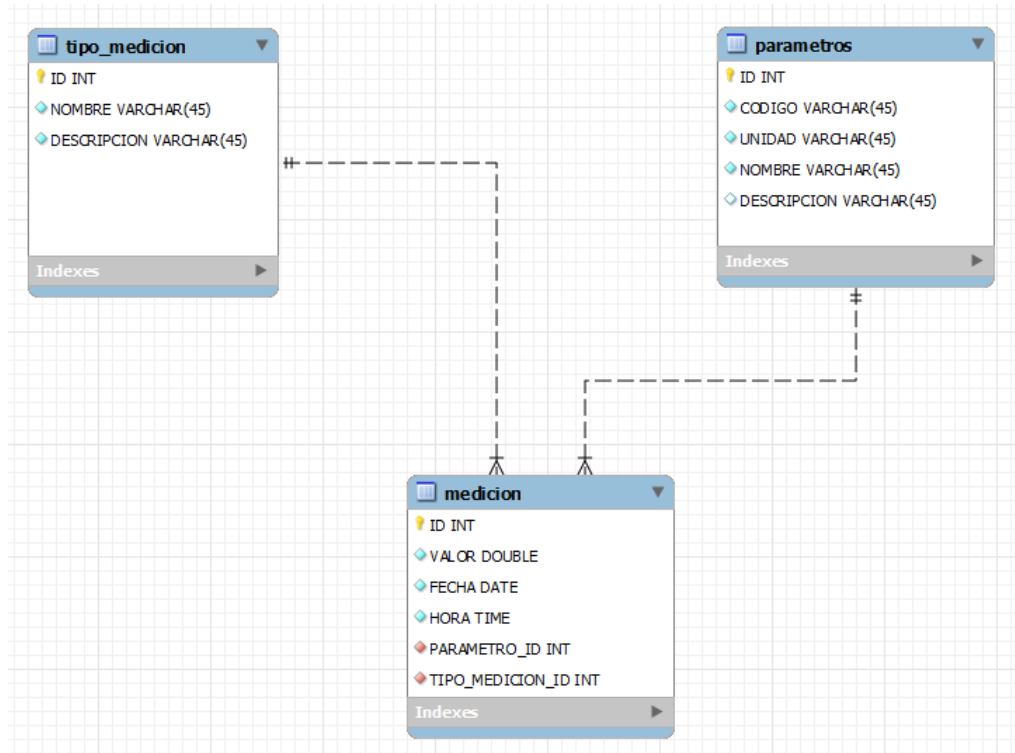 tipo_medicion
ID INT
NOMBRE VARCHAR(45)
DESCRIPCION VARCHAR(45)
Indexes
parametros
ID INT
CODIGO VARCHAR(45)
UNIDAD VARCHAR(45)
NOMBRE VARCHAR(45)
DESCRIPCION VARCHAR(45)
Indexes
medicion
ID INT
VALOR DOUBLE
FECHA DATE
HORA TIME
PARAMETRO_ID INT
TIPO_MEDICION_ID INT
Indexes